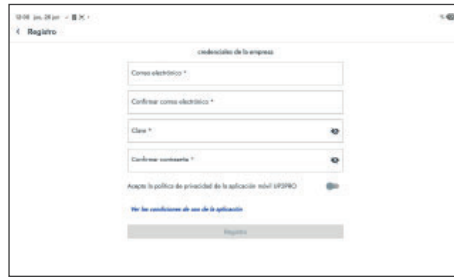 Registro
credenciales de la empresa
Correo electrónico *
Confirmar correo electrónico *
Clave *
Confirmar contraseña *
Acepto la política de privacidad de la aplicación móvil UPSPRO
Ver las condiciones de uso de la aplicación
Registro